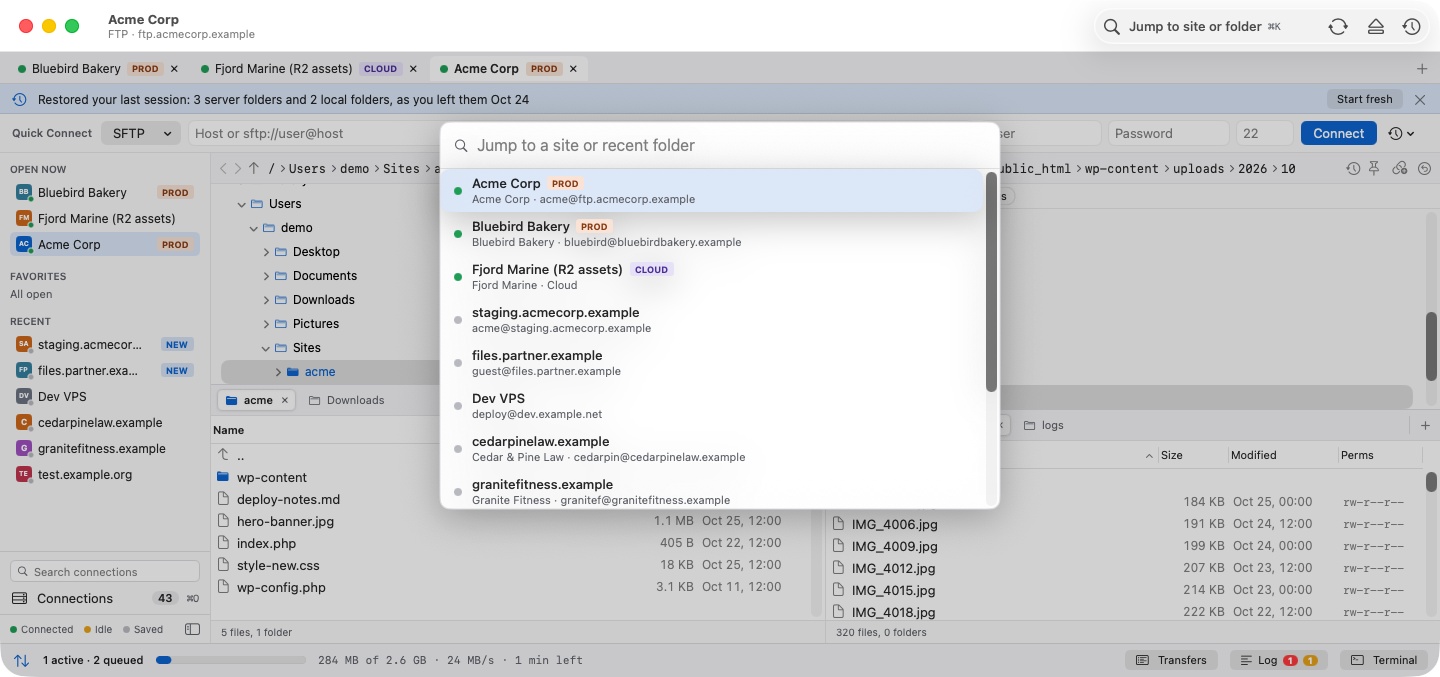 Acme Corp
FTP · ftp.acmecorp.example
Jump to site or folder ⌘K
Bluebird Bakery PROD
Fjord Marine (R2 assets) CLOUD
Acme Corp PROD
Restored your last session: 3 server folders and 2 local folders, as you left them Oct 24
Start fresh
Quick Connect SFTP Host or sftp://user@host
Password 22 Connect
OPEN NOW
BB Bluebird Bakery PROD
FM Fjord Marine (R2 assets)
AC Acme Corp PROD
FAVORITES
All open
RECENT
SA staging.acmecor... NEW
FP files.partner.exa... NEW
DV Dev VPS
C cedarpinelaw.example
G granitefitness.example
TE test.example.org
Search connections
Connections 43 ⌘0
Connected Idle Saved
/ > Users > demo > Sites >
Users
demo
Desktop
Documents
Downloads
Pictures
Sites
acme
acme Downloads
Name
..
wp-content
deploy-notes.md
hero-banner.jpg 1.1 MB Oct 25, 12:00
index.php 405 B Oct 22, 12:00
style-new.css 18 KB Oct 25, 12:00
wp-config.php 3.1 KB Oct 11, 12:00
5 files, 1 folder
Jump to a site or recent folder
Acme Corp PROD
Acme Corp · acme@ftp.acmecorp.example
Bluebird Bakery PROD
Bluebird Bakery · bluebird@bluebirdbakery.example
Fjord Marine (R2 assets) CLOUD
Fjord Marine · Cloud
staging.acmecorp.example
acme@staging.acmecorp.example
files.partner.example
guest@files.partner.example
Dev VPS
deploy@dev.example.net
cedarpinelaw.example
Cedar & Pine Law · cedarpin@cedarpinelaw.example
granitefitness.example
Granite Fitness · granitef@granitefitness.example
> wp-content > uploads > 2026 > 10
logs
Size Modified Perms
184 KB Oct 25, 00:00 rw-r--r--
IMG_4006.jpg 191 KB Oct 24, 12:00 rw-r--r--
IMG_4009.jpg 199 KB Oct 24, 00:00 rw-r--r--
IMG_4012.jpg 207 KB Oct 23, 12:00 rw-r--r--
IMG_4015.jpg 214 KB Oct 23, 00:00 rw-r--r--
IMG_4018.jpg 222 KB Oct 22, 12:00 rw-r--r--
320 files, 0 folders
1 active · 2 queued 284 MB of 2.6 GB · 24 MB/s · 1 min left
Transfers Log 1 1 Terminal